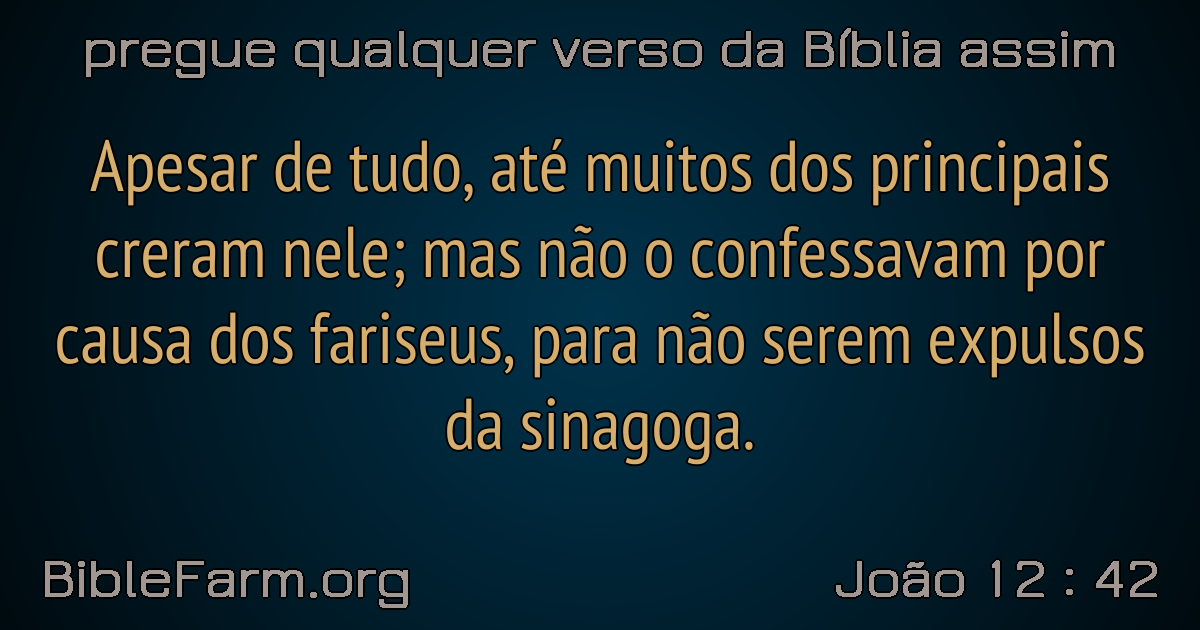 pregue qualquer verso da Bíblia assim
Apesar de tudo, até muitos dos principais
creram nele; mas não o confessavam por
causa dos fariseus, para não serem expulsos
da sinagoga.
BibleFarm.org
João 12 : 42